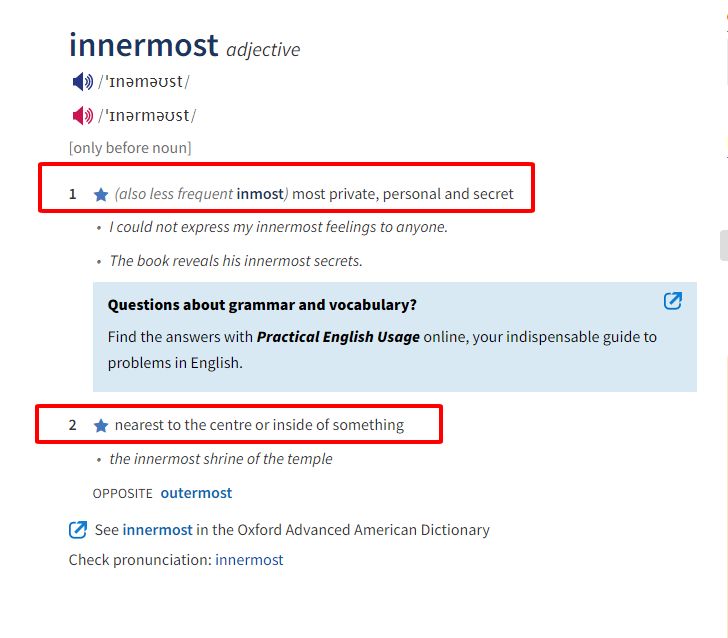 innermost adjective
/ˈɪnəməʊst/
/ˈɪnərməʊst/
[only before noun]
1 (also less frequent inmost) most private, personal and secret
• I could not express my innermost feelings to anyone.
• The book reveals his innermost secrets.
Questions about grammar and vocabulary?
Find the answers with Practical English Usage online, your indispensable guide to
problems in English.
2 nearest to the centre or inside of something
• the innermost shrine of the temple
OPPOSITE outermost
See innermost in the Oxford Advanced American Dictionary
Check pronunciation: innermost